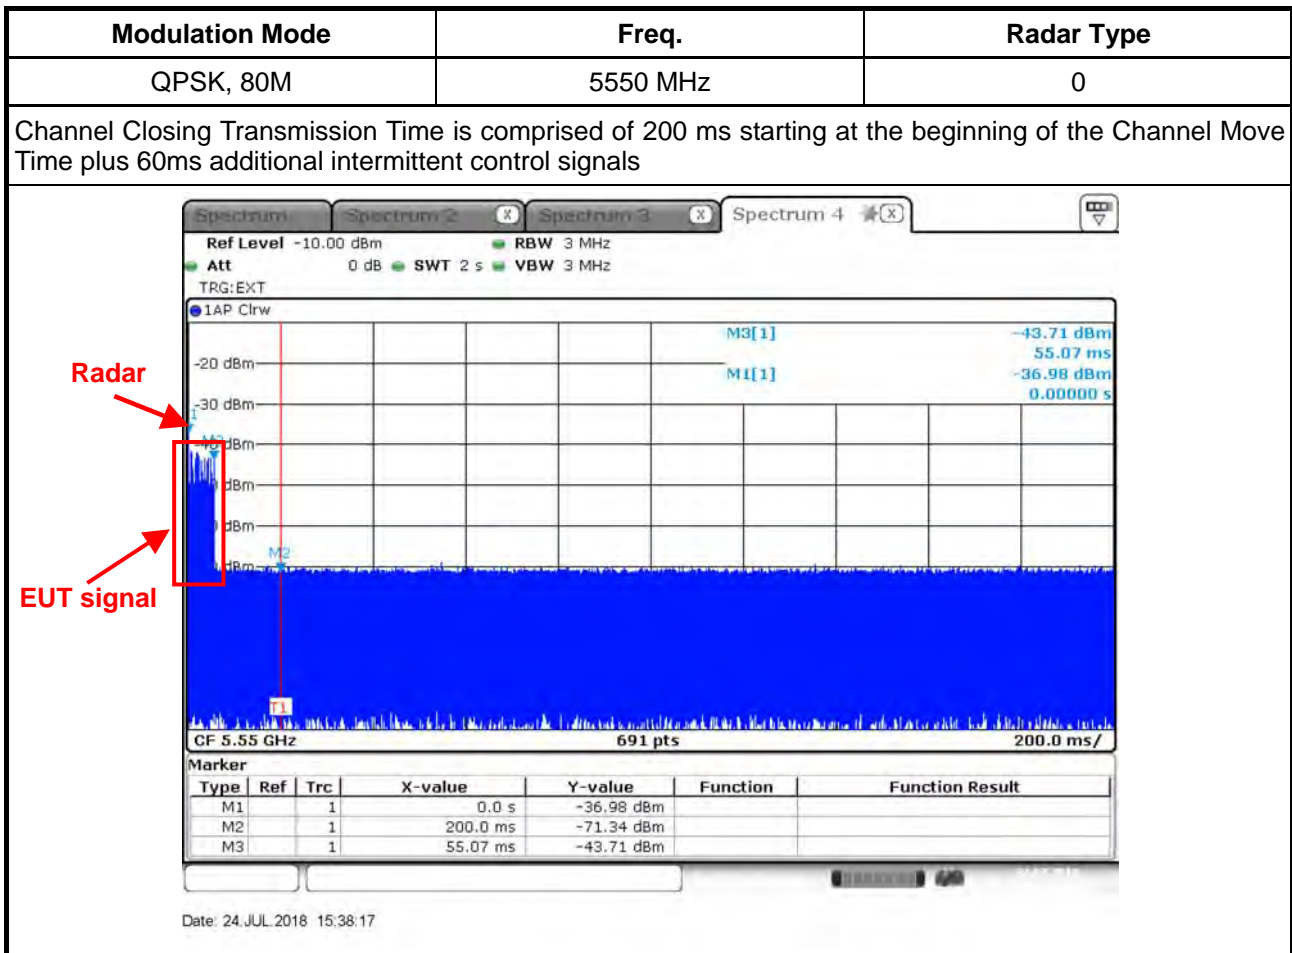 Modulation Mode Freq. Radar Type
QPSK, 80M 5550 MHz 0
Channel Closing Transmission Time is comprised of 200 ms starting at the beginning of the Channel Move
Time plus 60ms additional intermittent control signals
Spectrum Spectrum 2 X Spectrum 3 X Spectrum 4 X
Ref Level -10.00 dBm RBW 3 MHz
Att 0 dB SWT 2 s VBW 3 MHz
TRG:EXT
1AP Clrw
M3[1] -43.71 dBm
55.07 ms
-20 dBm
M1[1] -36.98 dBm
0.00000 s
Radar
-30 dBm
1
dBm
dBm
dBm
M2
dBm
EUT signal
T1
CF 5.55 GHz 691 pts 200.0 ms/
Marker
Type Ref Trc X-value Y-value Function Function Result
M1 1 0.0 s -36.98 dBm
M2 1 200.0 ms -71.34 dBm
M3 1 55.07 ms -43.71 dBm
Date: 24.JUL.2018 15:38:17